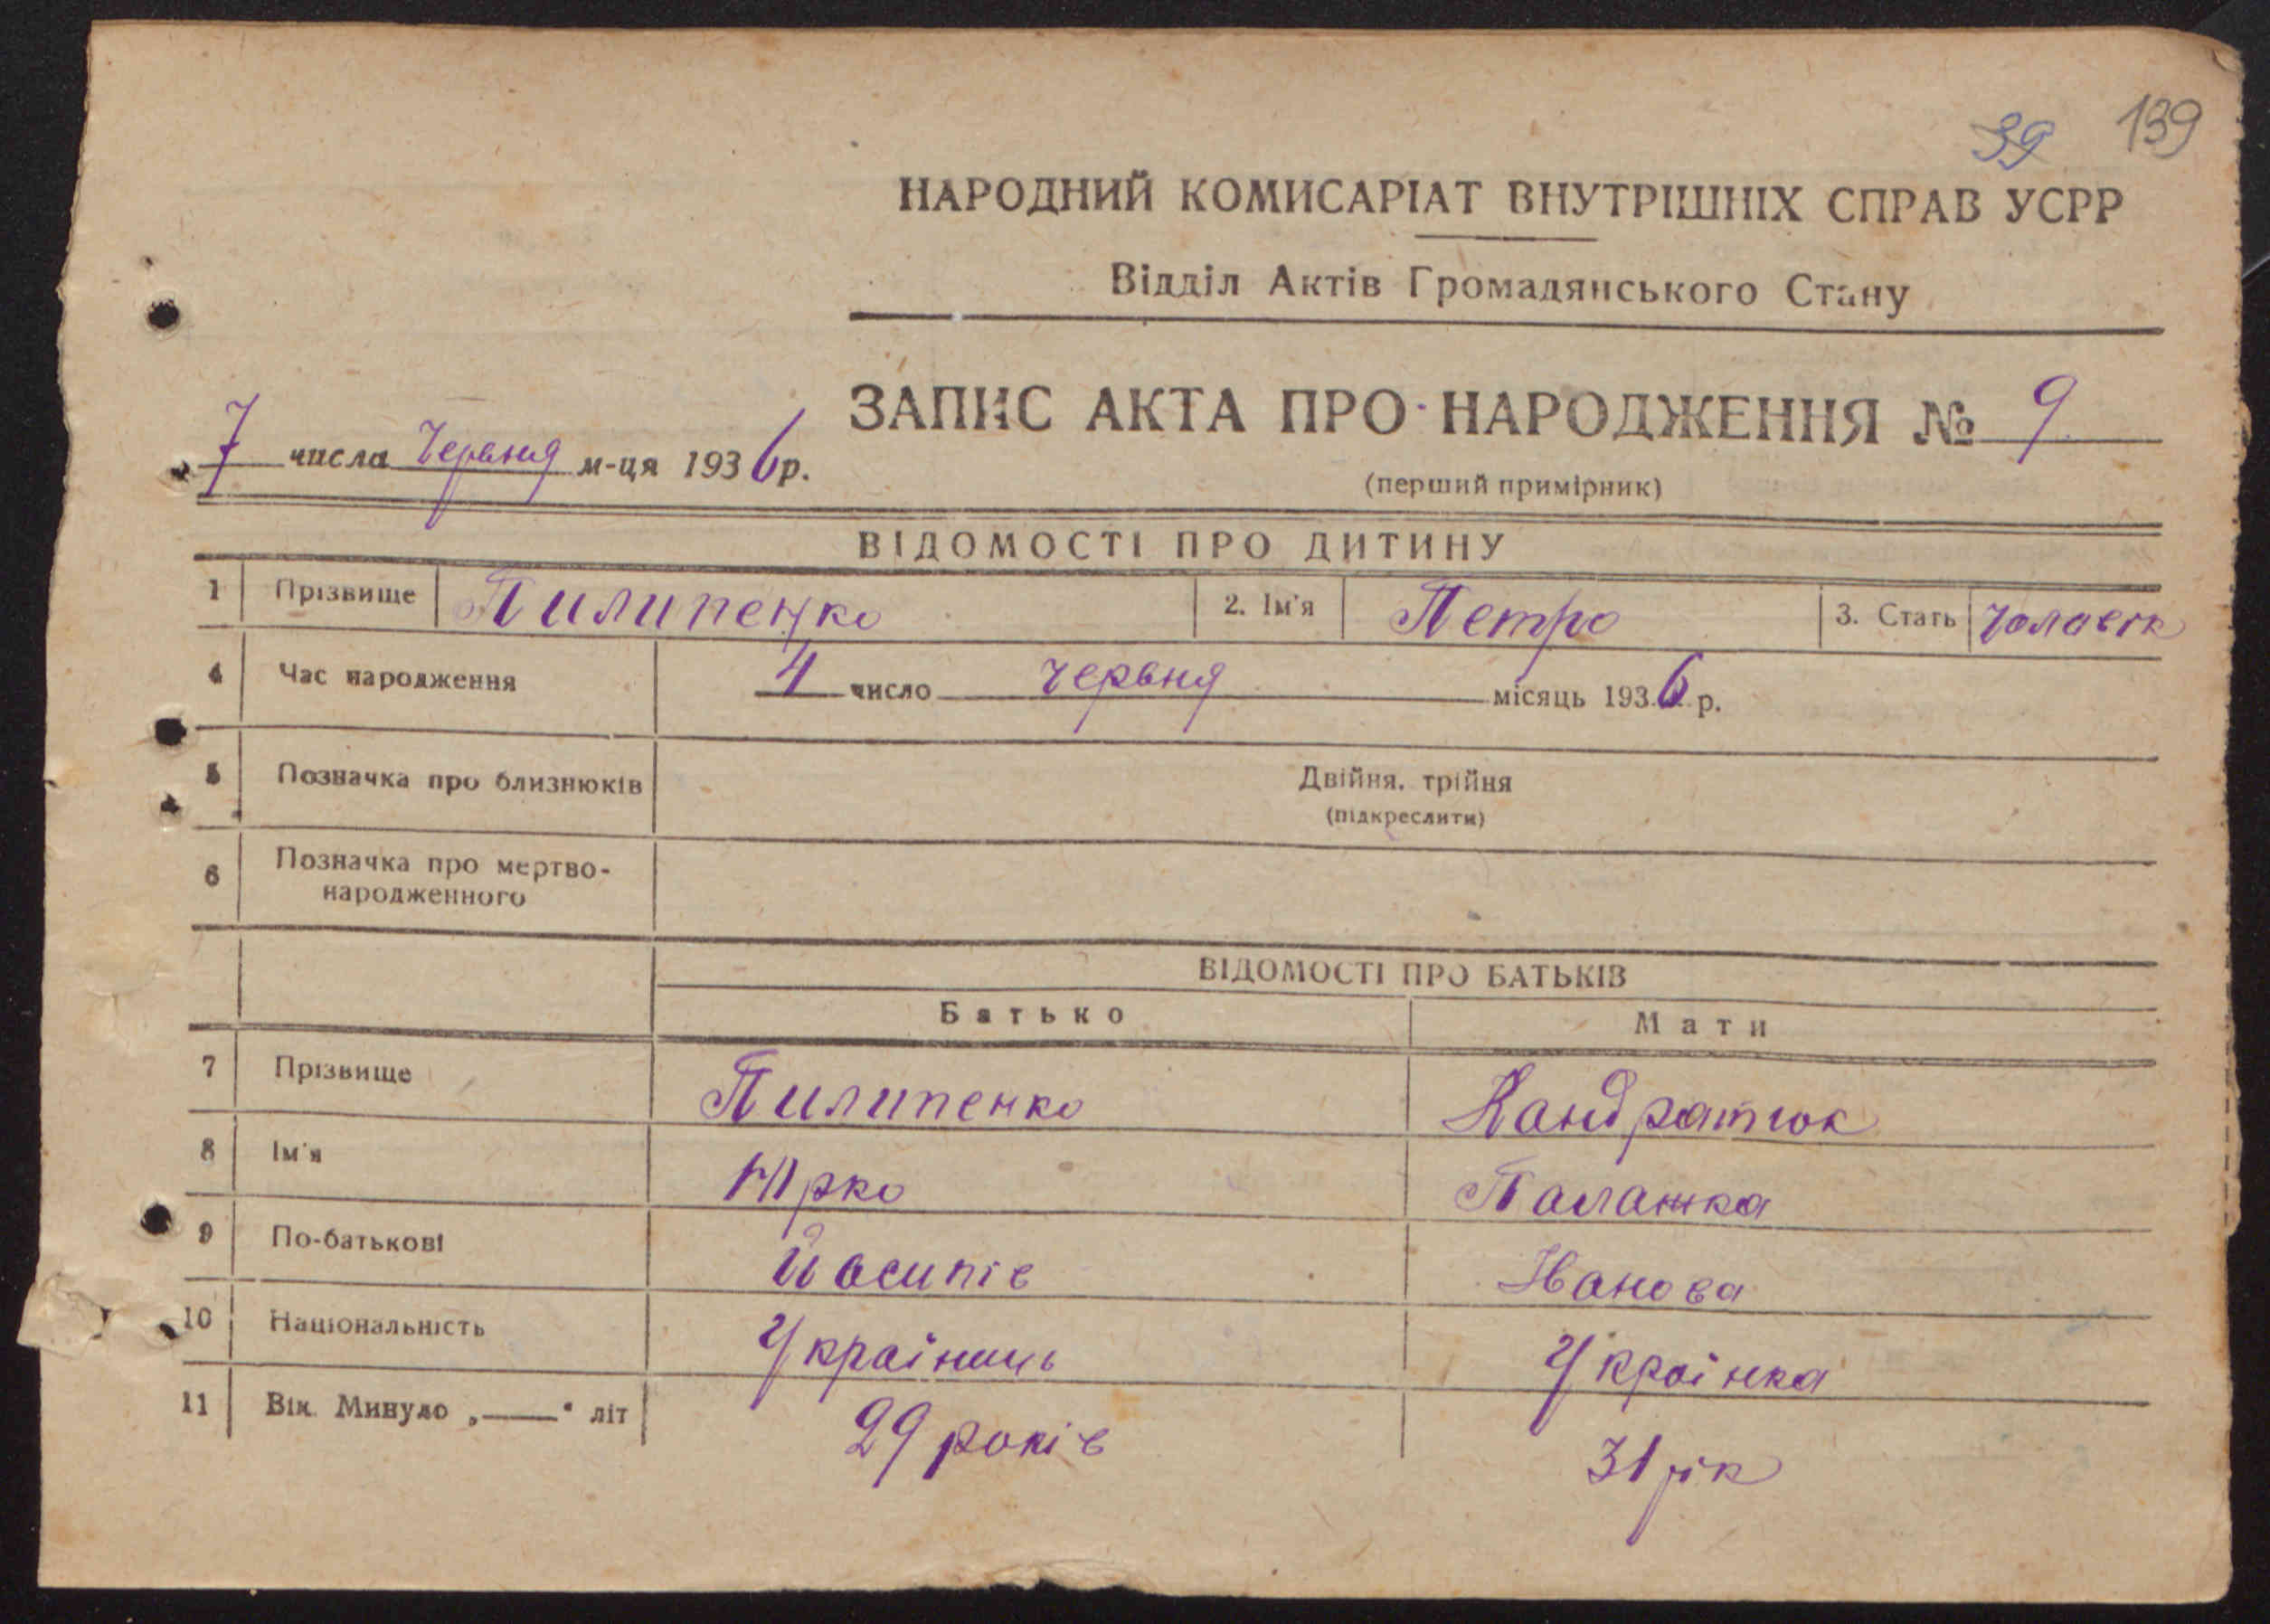 39 139
НАРОДНИЙ КОМИСАРІАТ ВНУТРІШНІХ СПРАВ УСРР
Відділ Актів Громадянського Стану
ЗАПИС АКТА ПРО НАРОДЖЕННЯ № 9
7 числа Червня м-ця 1936 р.
(перший примірник)
ВІДОМОСТІ ПРО ДИТИНУ
1 Прізвище Пилипенко 2. Ім'я Петро 3. Стать Чоловік
4 Час народження 4 число червня місяць 1936 р.
5 Позначка про близнюків Двійня, трійня
(підкреслити)
6 Позначка про мертво-
народженного
ВІДОМОСТІ ПРО БАТЬКІВ
Батько Мати
7 Прізвище Пилипенко Кандратюк
8 Ім'я Юрко Палажка
9 По-батькові Йосипів Іванова
10 Національність Українець Українка
11 Вік. Минуло „——" літ 29 років 31 рік